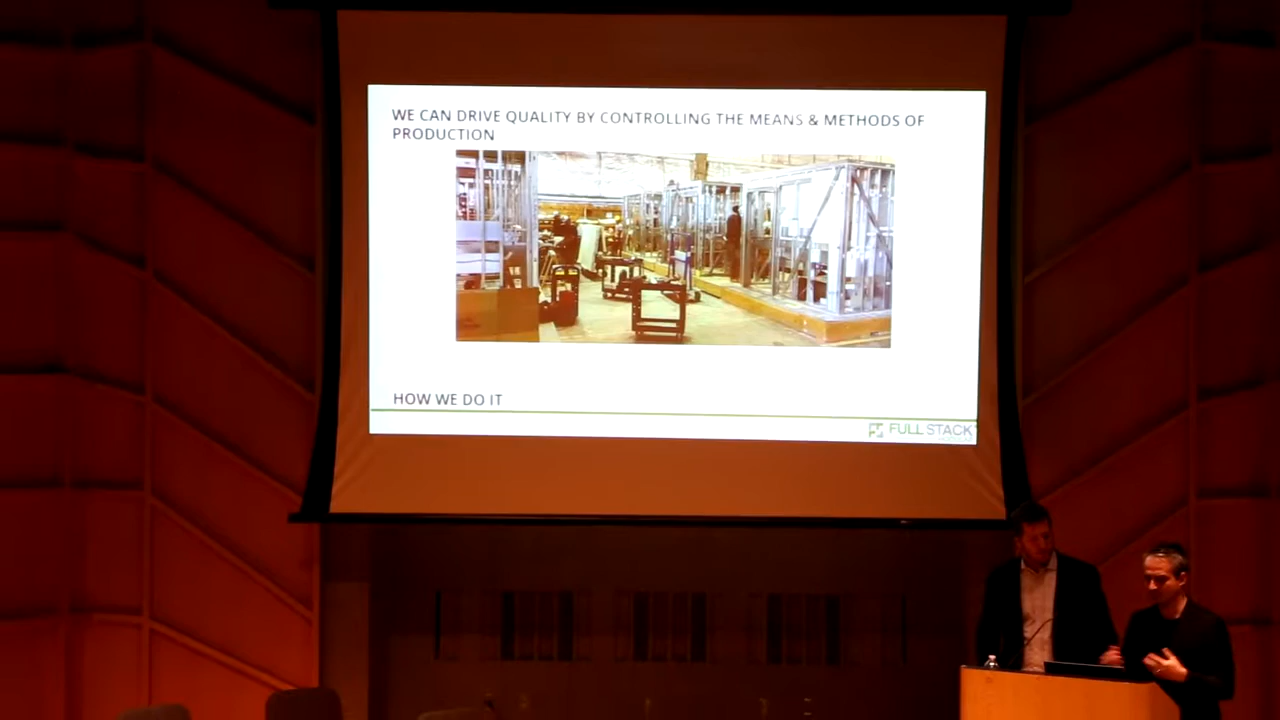 WE CAN DRIVE QUALITY BY CONTROLLING THE MEANS & METHODS OF
PRODUCTION
HOW WE DO IT
FULL STACK